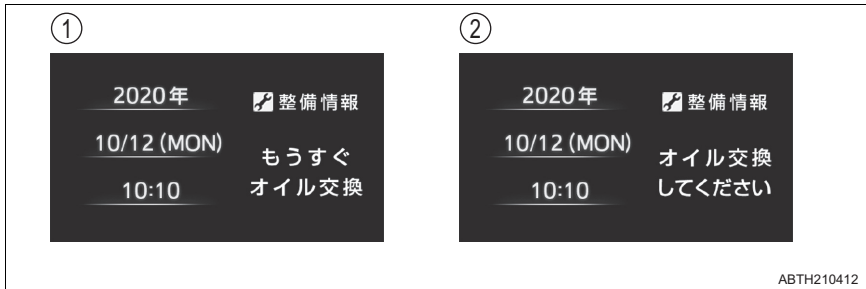 ①
2020年
10/12(MON)
10:10
整備情報
もうすぐ
オイル交換
②
2020年
10/12(MON)
10:10
整備情報
オイル交換
してください
ABTH210412